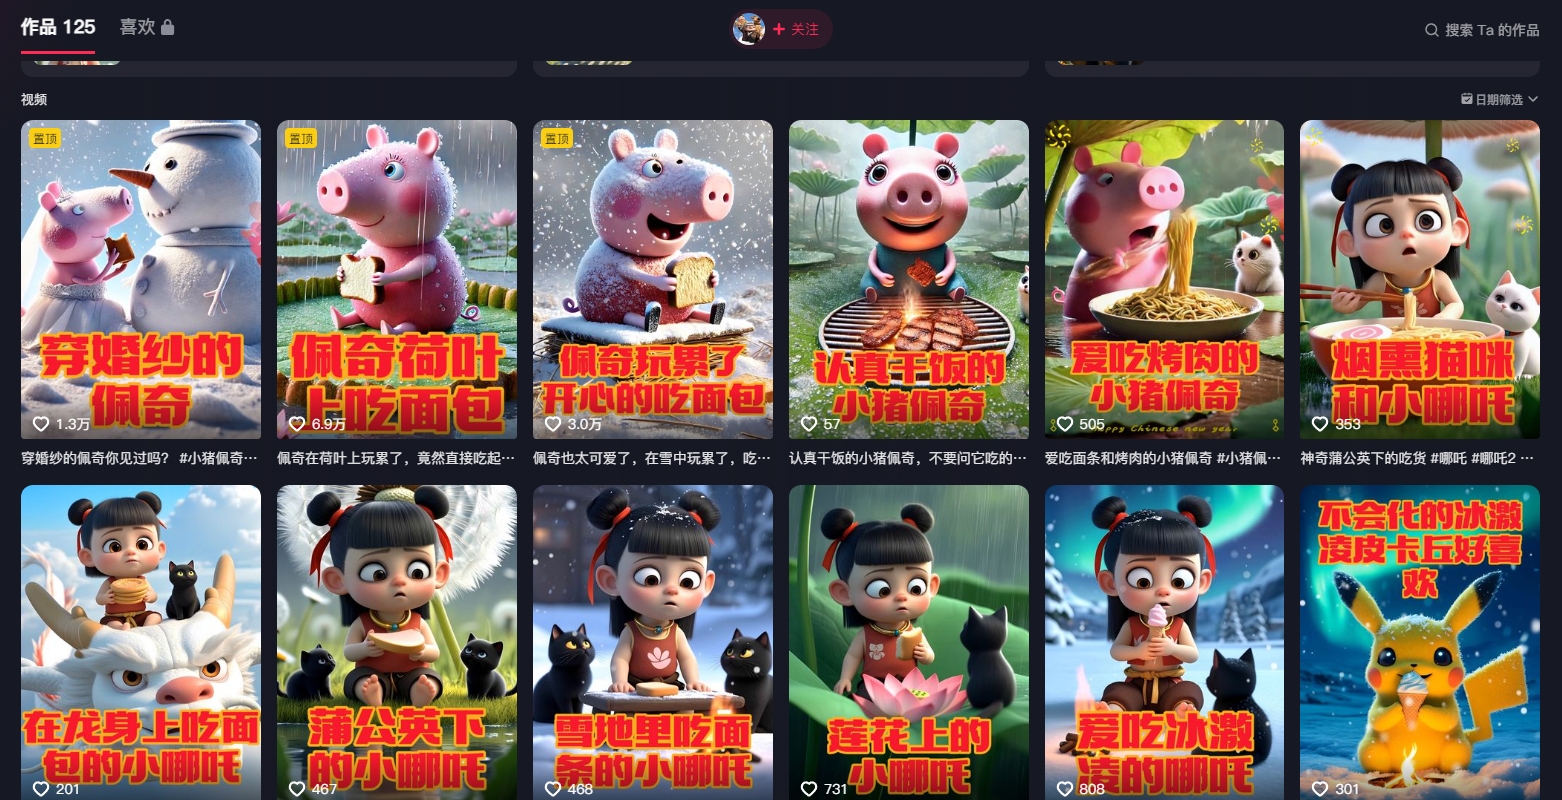 作品 125
喜欢
关注
搜索 Ta 的作品
视频
日期筛选
置顶
穿婚纱的
佩奇
1.3万
置顶
佩奇荷叶
上吃面包
6.9万
置顶
佩奇玩累了
开心的吃面包
3.0万
认真干饭的
小猪佩奇
57
爱吃烤肉的
小猪佩奇
505
Happy Chinese new year
烟熏猫咪
和小哪吒
353
穿婚纱的佩奇你见过吗？ #小猪佩奇…
佩奇在荷叶上玩累了，竟然直接吃起…
佩奇也太可爱了，在雪中玩累了，吃…
认真干饭的小猪佩奇，不要问它吃的…
爱吃面条和烤肉的小猪佩奇 #小猪佩…
神奇蒲公英下的吃货 #哪吒 #哪吒2 …
在龙身上吃面
包的小哪吒
201
蒲公英下
的小哪吒
467
雪地里吃面
条的小哪吒
468
莲花上的
小哪吒
731
爱吃冰激
凌的哪吒
808
不会化的冰激
凌皮卡丘好喜
欢
301